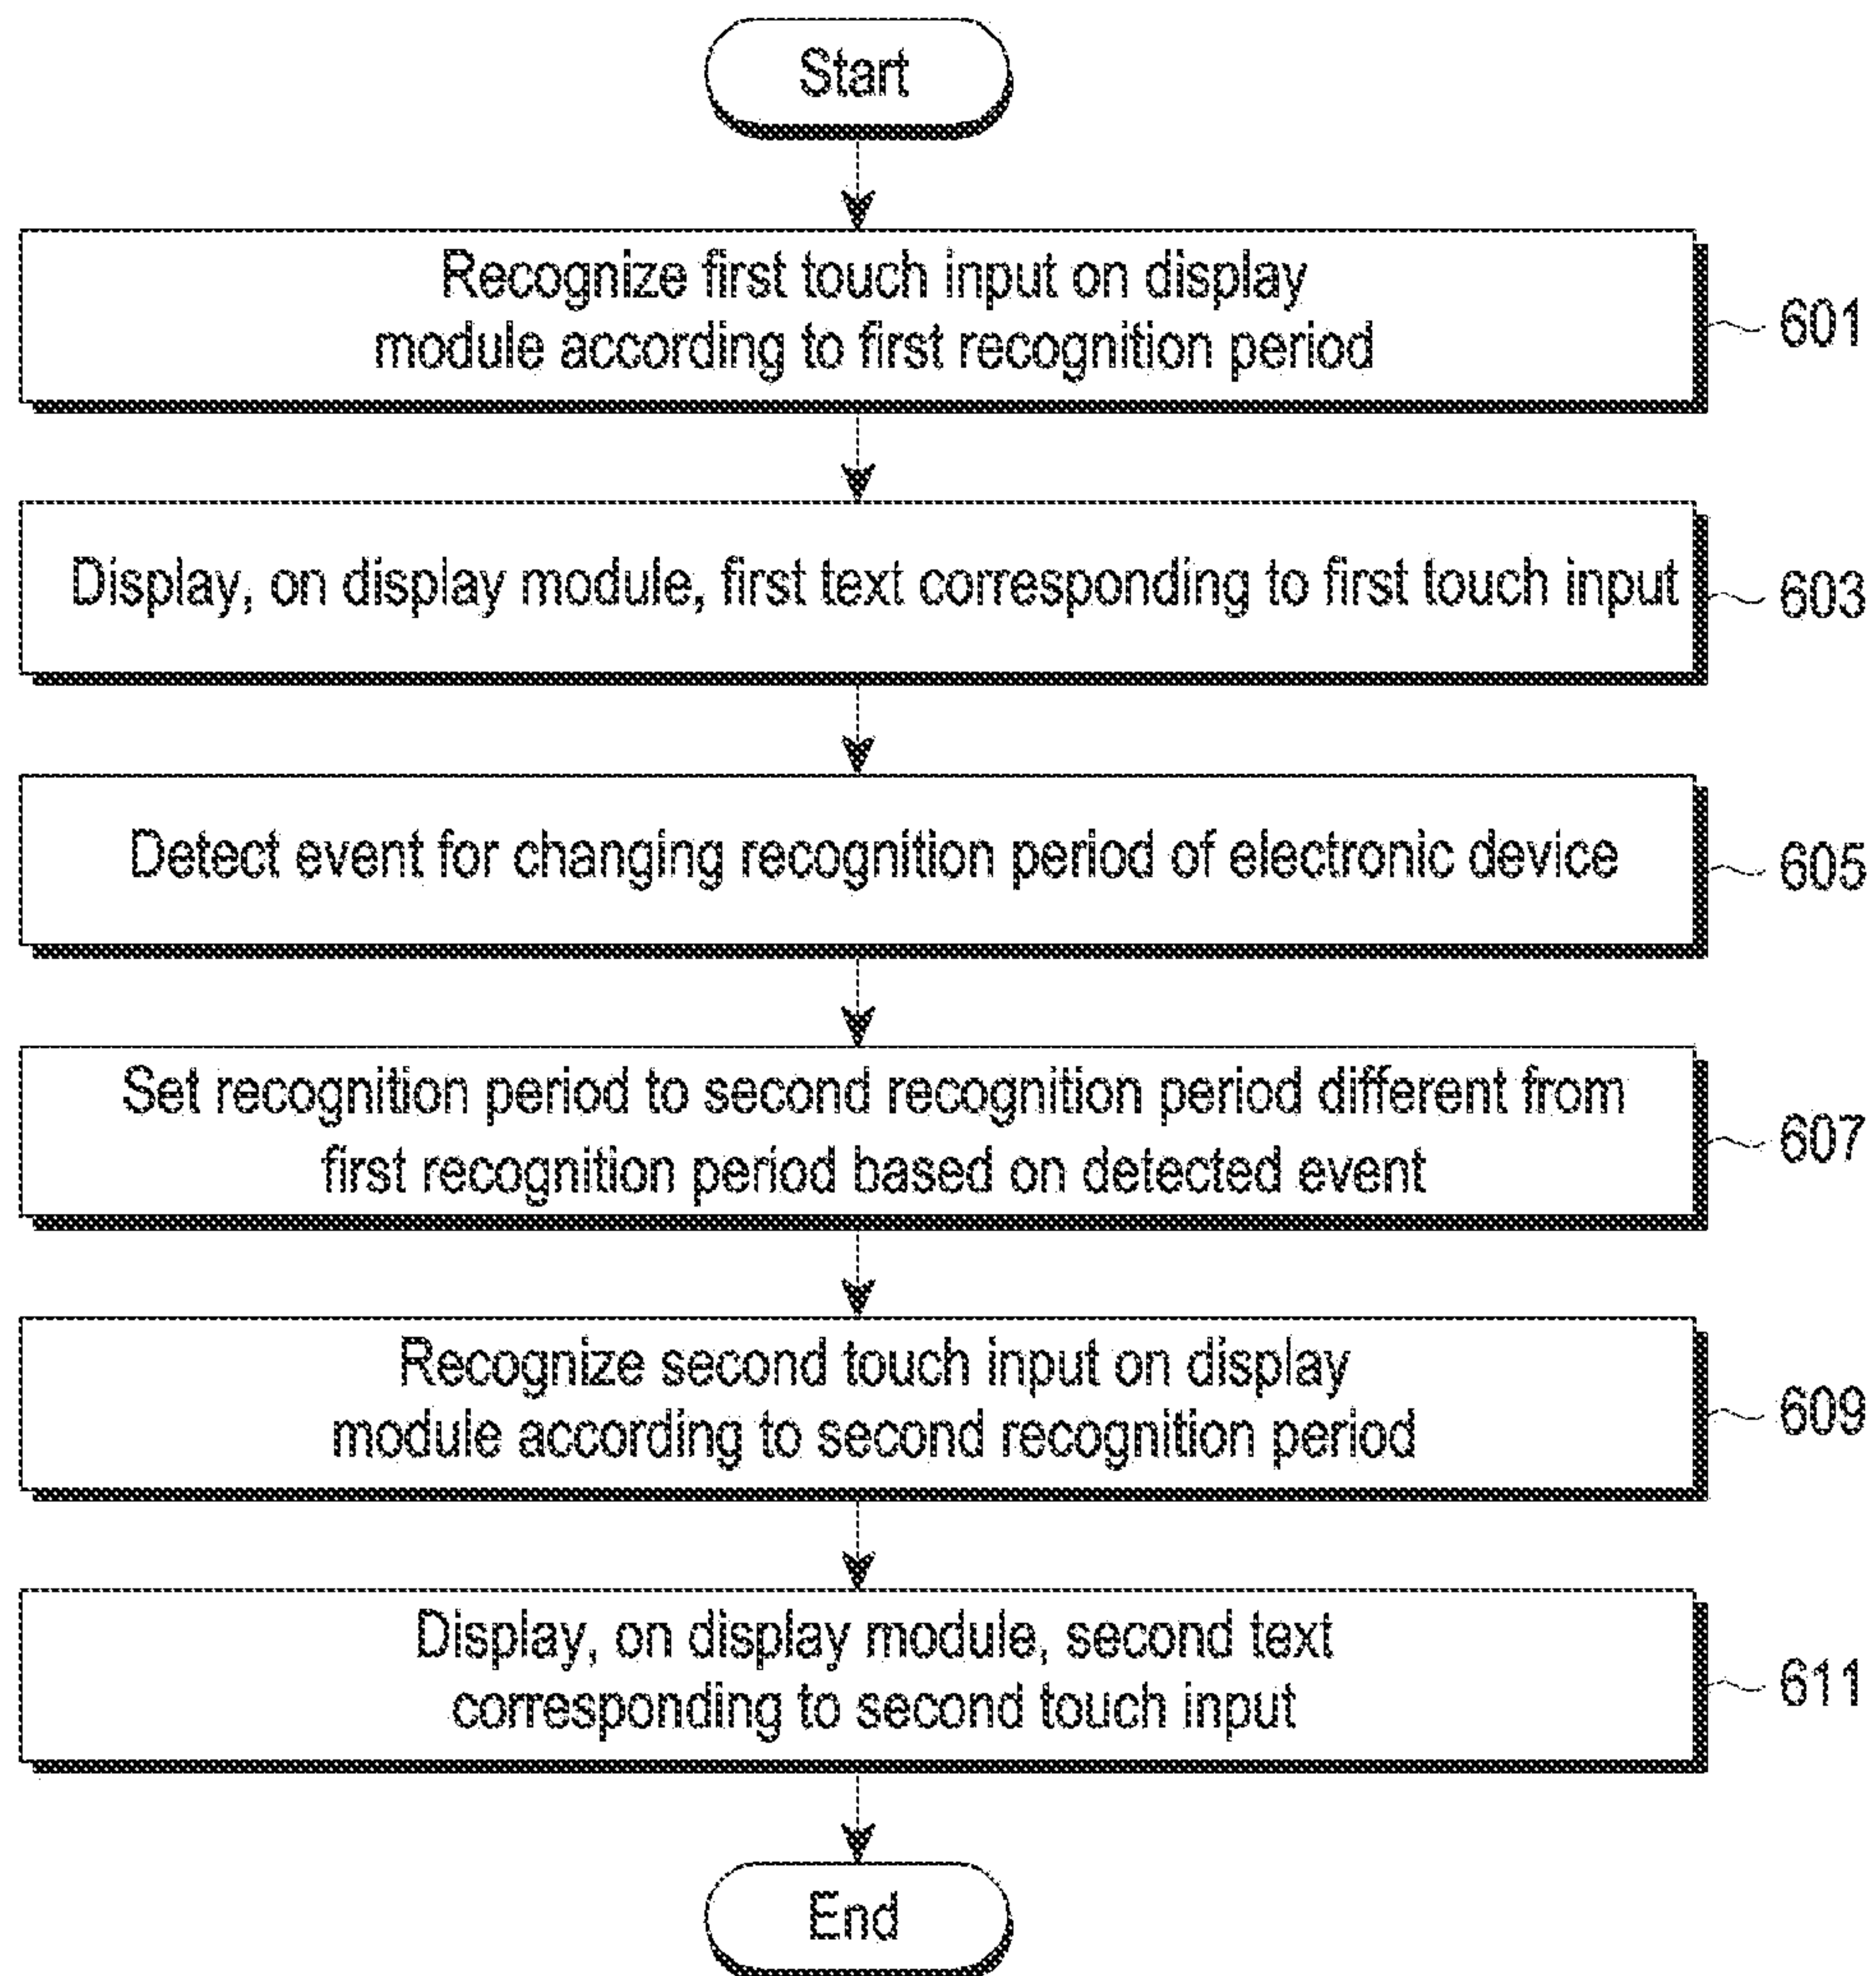 Start
Recognize first touch input on display
module according to first recognition period
601
Display, on display module, first text corresponding to first touch input
603
Detect event for changing recognition period of electronic device
605
Set recognition period to second recognition period different from
first recognition period based on detected event
607
Recognize second touch input on display
module according to second recognition period
609
Display, on display module, second text
corresponding to second touch input
611
End